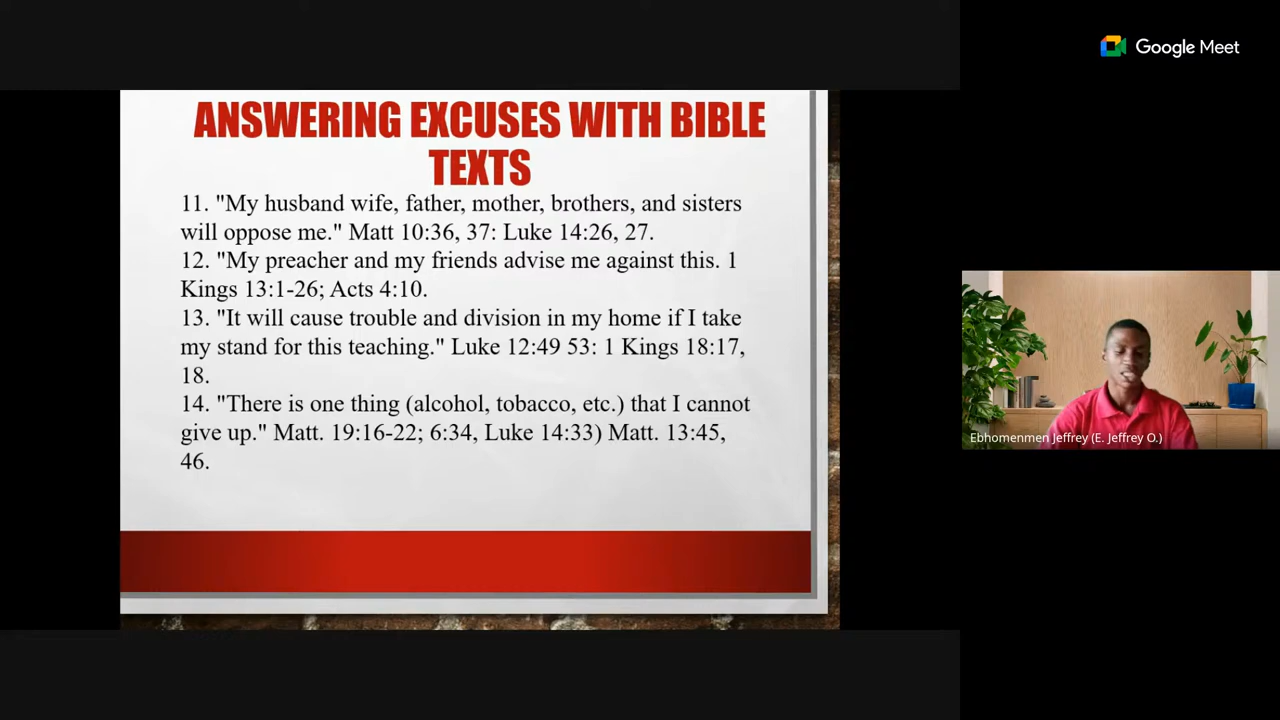 Google Meet
ANSWERING EXCUSES WITH BIBLE
TEXTS
11. "My husband wife, father, mother, brothers, and sisters
will oppose me." Matt 10:36, 37: Luke 14:26, 27.
12. "My preacher and my friends advise me against this. 1
Kings 13:1-26; Acts 4:10.
13. "It will cause trouble and division in my home if I take
my stand for this teaching." Luke 12:49 53: 1 Kings 18:17,
18.
14. "There is one thing (alcohol, tobacco, etc.) that I cannot
give up." Matt. 19:16-22; 6:34, Luke 14:33) Matt. 13:45,
46.
Ebhomenmen Jeffrey (E. Jeffrey O.)